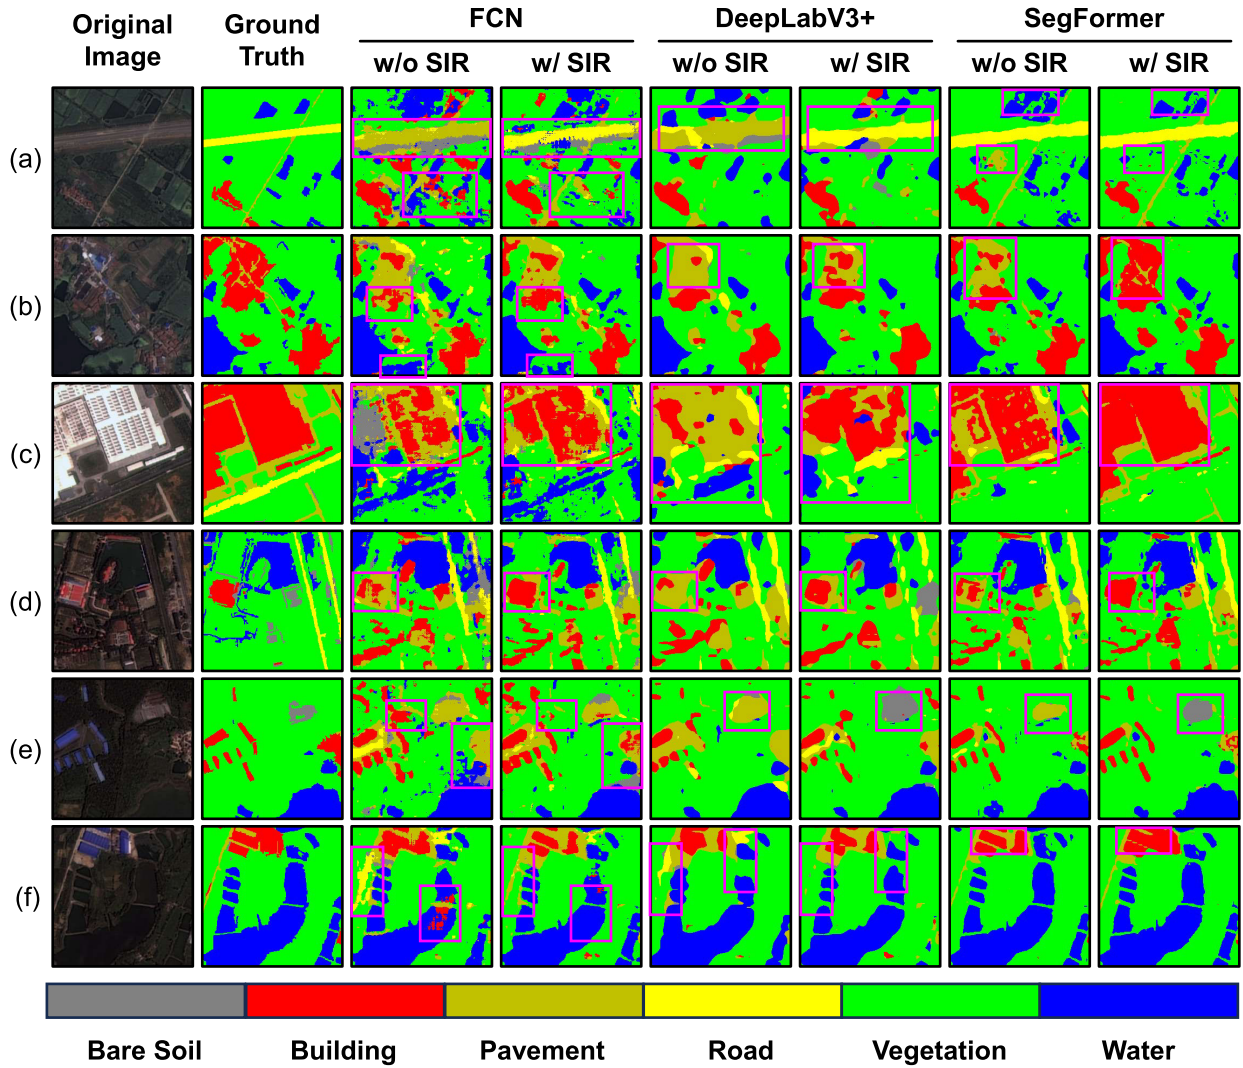 Original Image
Ground Truth
FCN
DeepLabV3+
SegFormer
w/o SIR
w/ SIR
w/o SIR
w/ SIR
w/o SIR
w/ SIR
(a)
(b)
(c)
(d)
(e)
(f)
Bare Soil
Building
Pavement
Road
Vegetation
Water